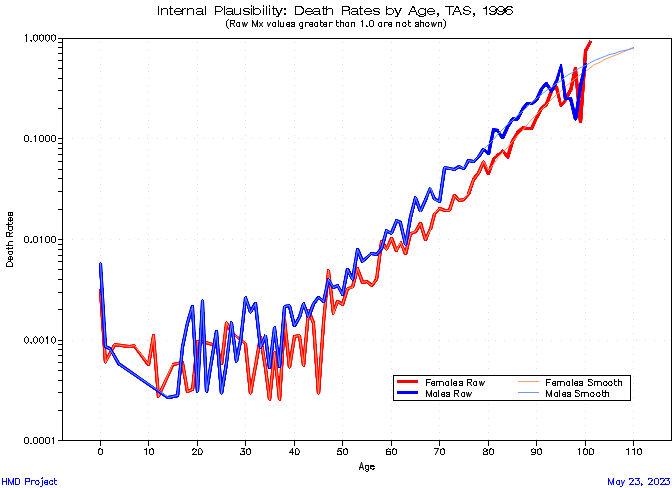 Internal Plausibility: Death Rates by Age, TAS, 1996
(Raw Mx values greater than 1.0 are not shown)
1.0000
0.1000
0.0100
0.0010
0.0001
Death Rates
0 10 20 30 40 50 60 70 80 90 100 110
Age
Females Raw Females Smooth
Males Raw Males Smooth
HMD Project May 23, 2023